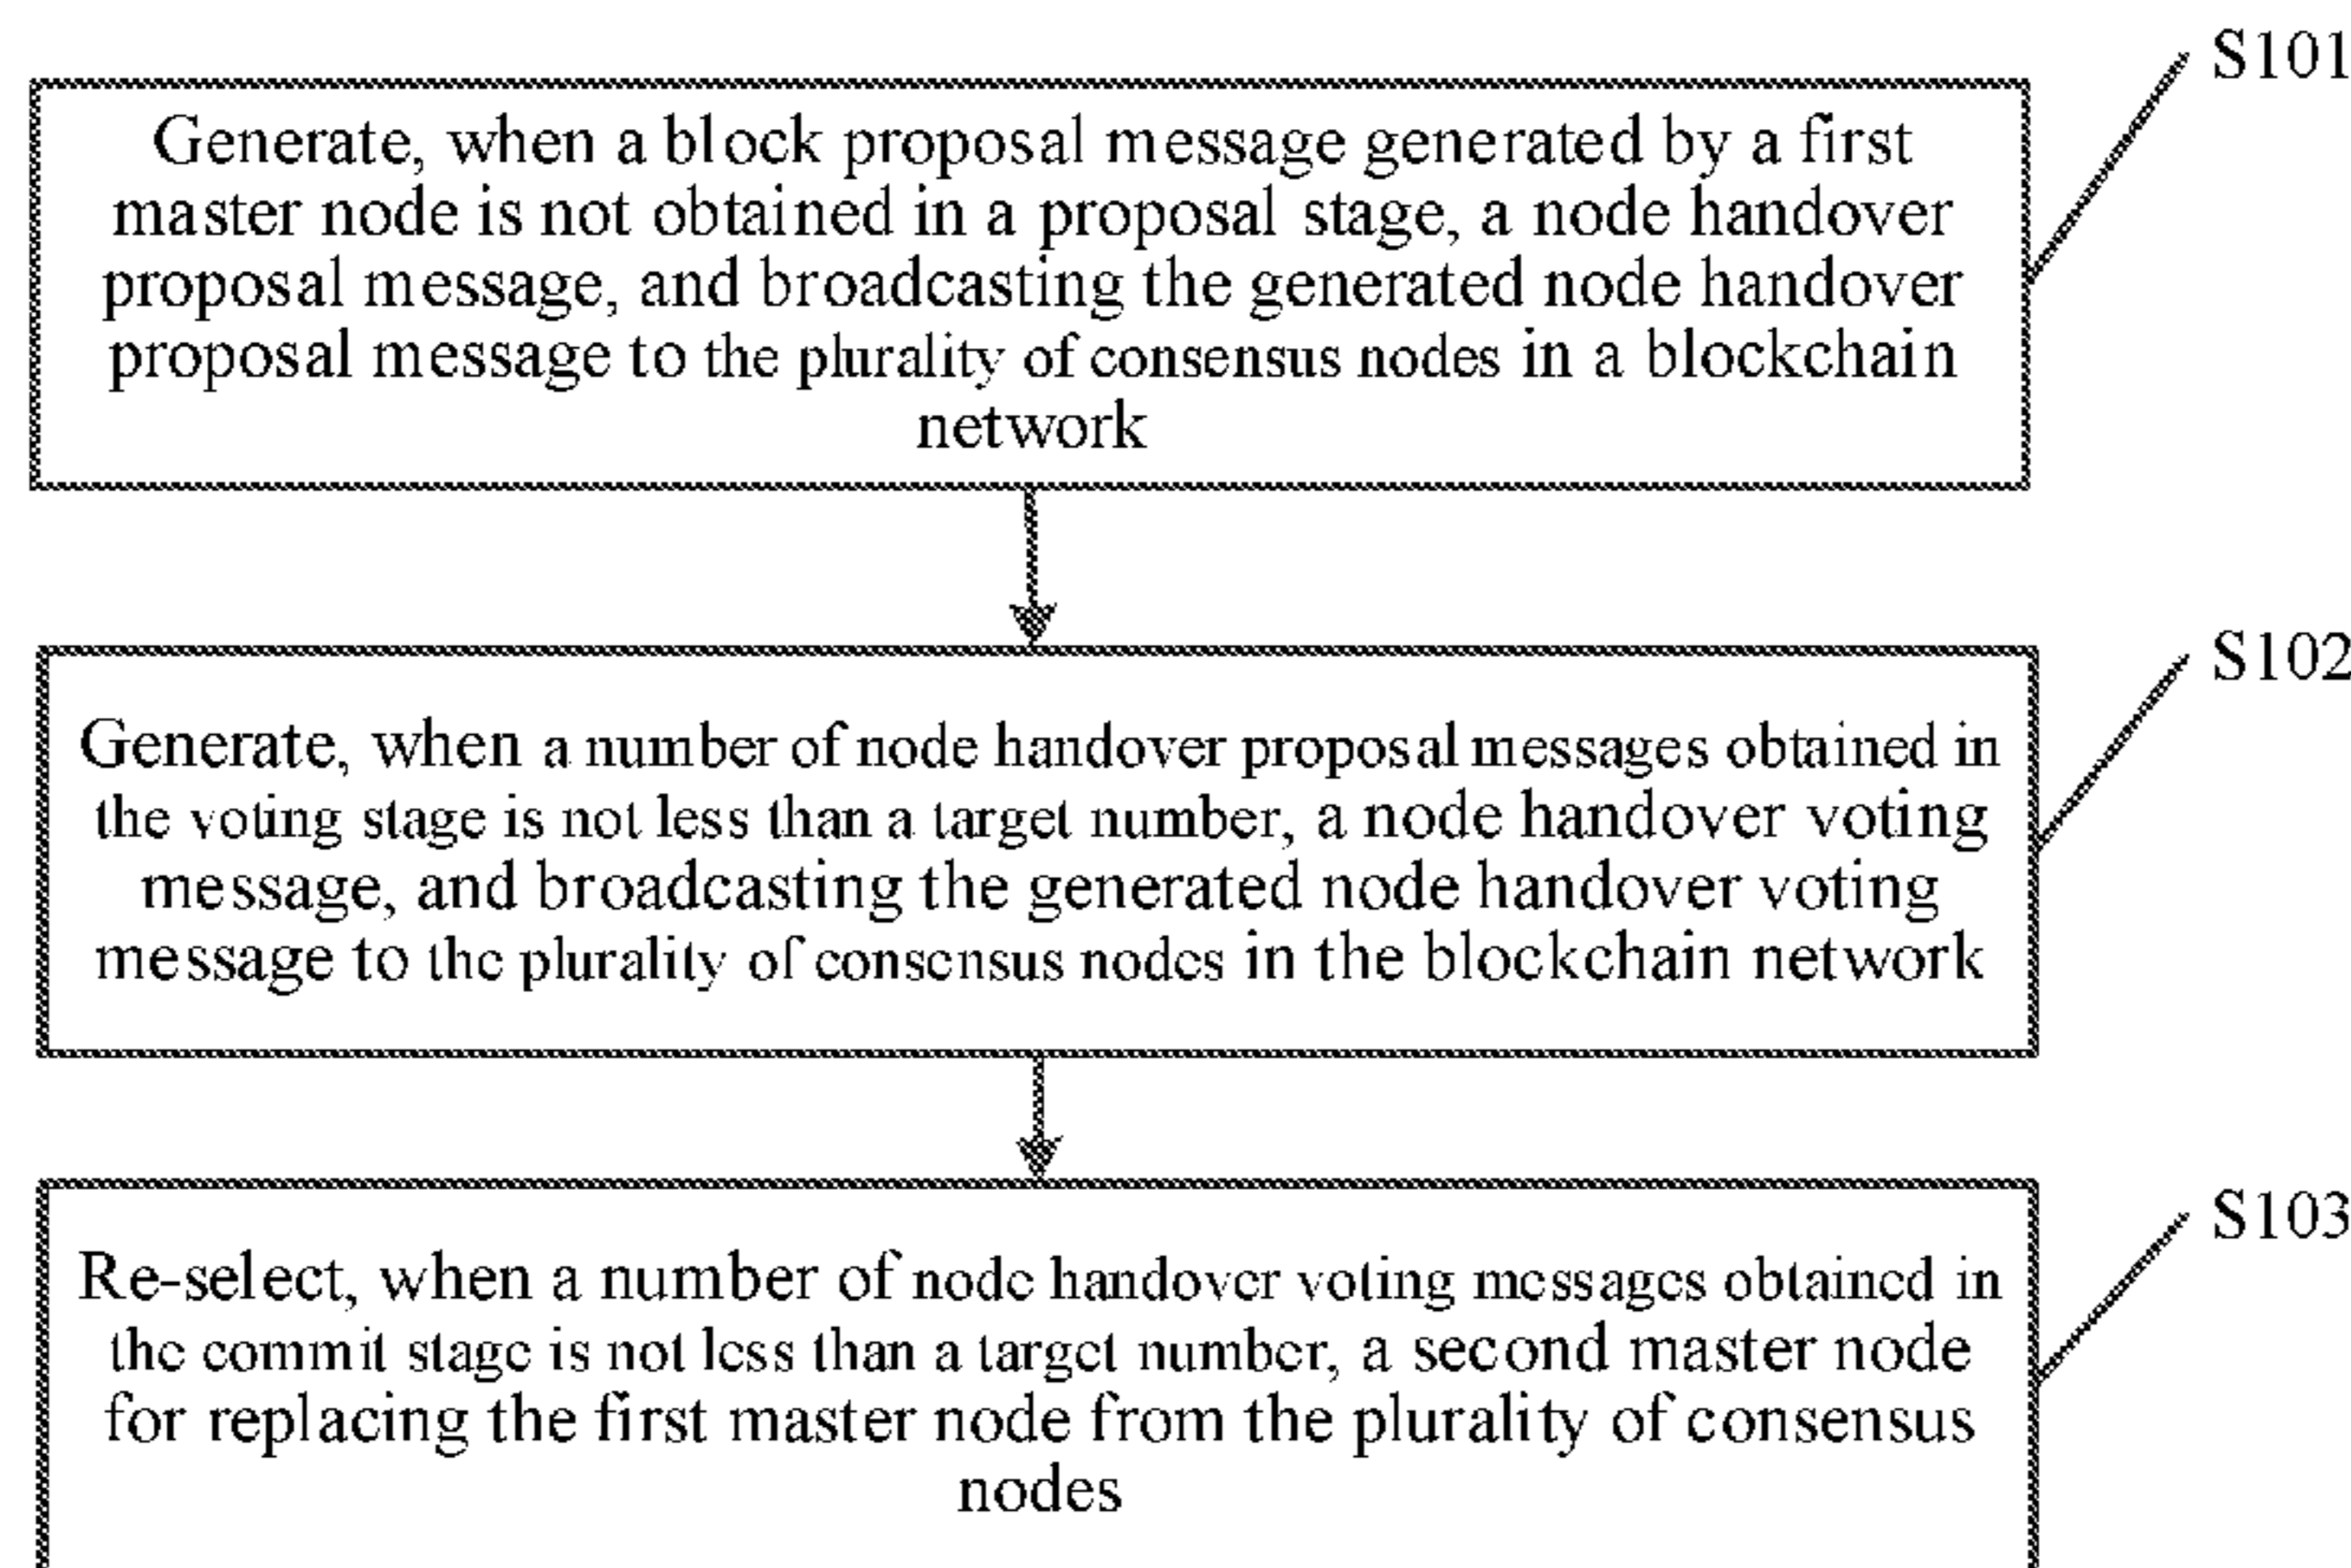 S101
Generate, when a block proposal message generated by a first
master node is not obtained in a proposal stage, a node handover
proposal message, and broadcasting the generated node handover
proposal message to the plurality of consensus nodes in a blockchain
network
S102
Generate, when a number of node handover proposal messages obtained in
the voting stage is not less than a target number, a node handover voting
message, and broadcasting the generated node handover voting
message to the plurality of consensus nodes in the blockchain network
S103
Re-select, when a number of node handover voting messages obtained in
the commit stage is not less than a target number, a second master node
for replacing the first master node from the plurality of consensus
nodes